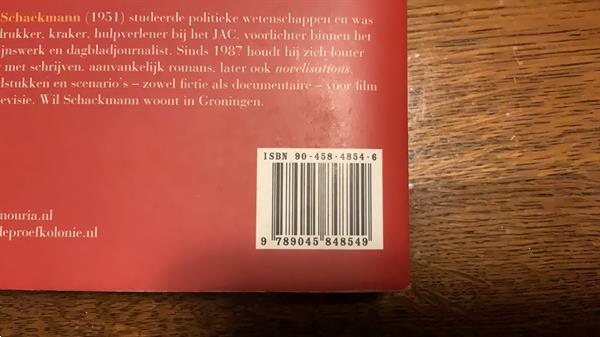 Schackmann (1951) studeerde politieke wetenschappen en was
drukker, kraker, hulpverlener bij het JAC, voorlichter binnen het
jnswerk en dagbladjournalist. Sinds 1987 houdt hij zich louter
met schrijven, aanvankelijk romans, later ook novelisations,
lstukken en scenario's – zowel fictie als documentaire – voor film
evisie. Wil Schackmann woont in Groningen.
ISBN 90-458-4854-6
9 789045 848549
nouria.nl
deproefkolonie.nl